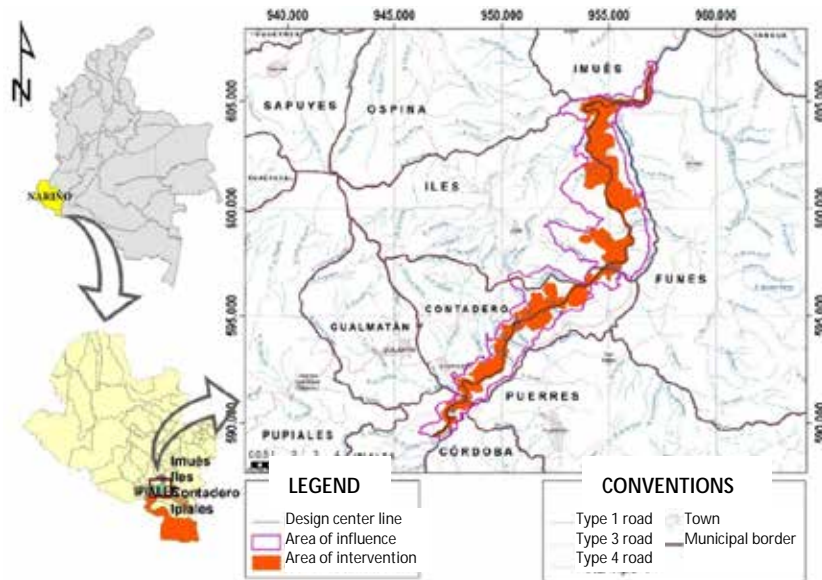 940.000 945.000 950.000 955.000 960.000
N
IMUÉS
SAPUYES
OSPINA
605.000
ILES
600.000
NARIÑO
FUNES
CONTADERO
GUALMATÁN
595.000
PUERRES
590.000
PUPIALES
CÓRDOBA
Imués
Iles
Contadero
Ipiales
LEGEND
Design center line
Area of influence
Area of intervention
CONVENTIONS
Type 1 road
Type 3 road
Type 4 road
Town
Municipal border